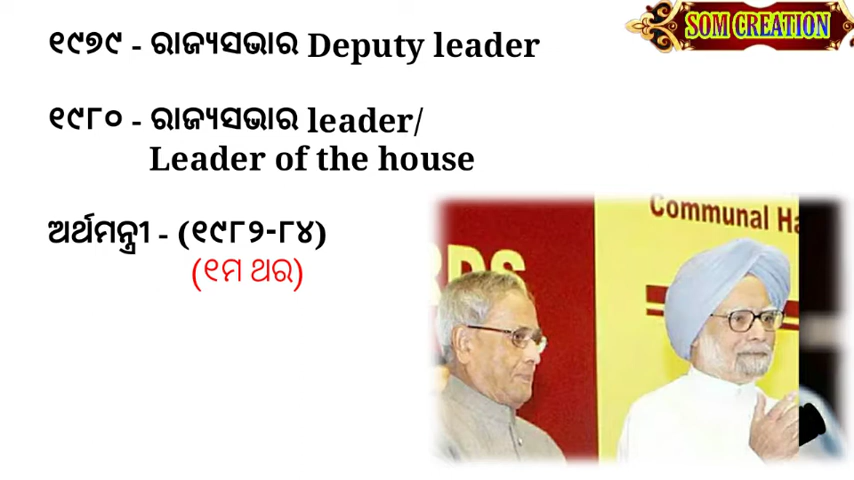 ୧୯୭୯ - ରାଜ୍ୟସଭାର Deputy leader
SOM CREATION
୧୯୮୦ - ରାଜ୍ୟସଭାର leader/
Leader of the house
ଅର୍ଥମନ୍ତ୍ରୀ - (୧୯୮୨-୮୪)
(୧ମ ଥର)
Communal Ha
RDS